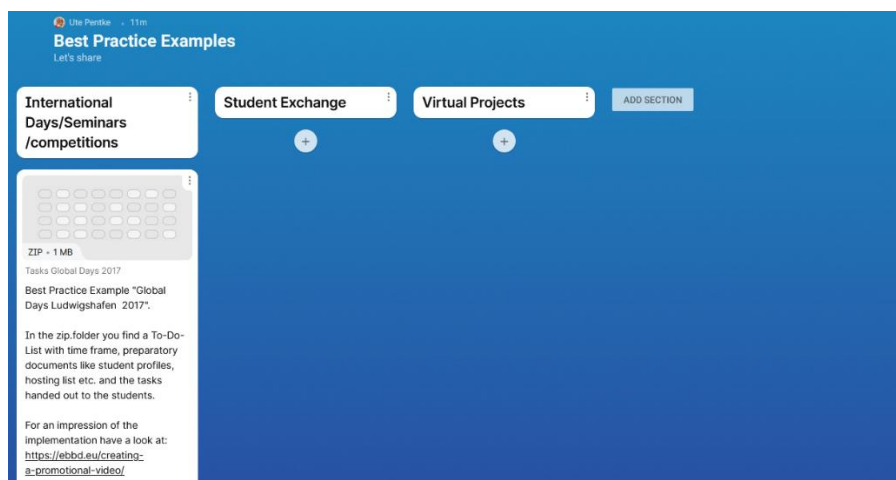 Ute Pentke • 11m
Best Practice Examples
Let's share
International
Days/Seminars
/competitions
Student Exchange
Virtual Projects
ADD SECTION
ZIP • 1 MB
Tasks Global Days 2017
Best Practice Example "Global
Days Ludwigshafen 2017".
In the zip.folder you find a To-Do-
List with time frame, preparatory
documents like student profiles,
hosting list etc. and the tasks
handed out to the students.
For an impression of the
implementation have a look at:
https://ebbd.eu/creating-
a-promotional-video/